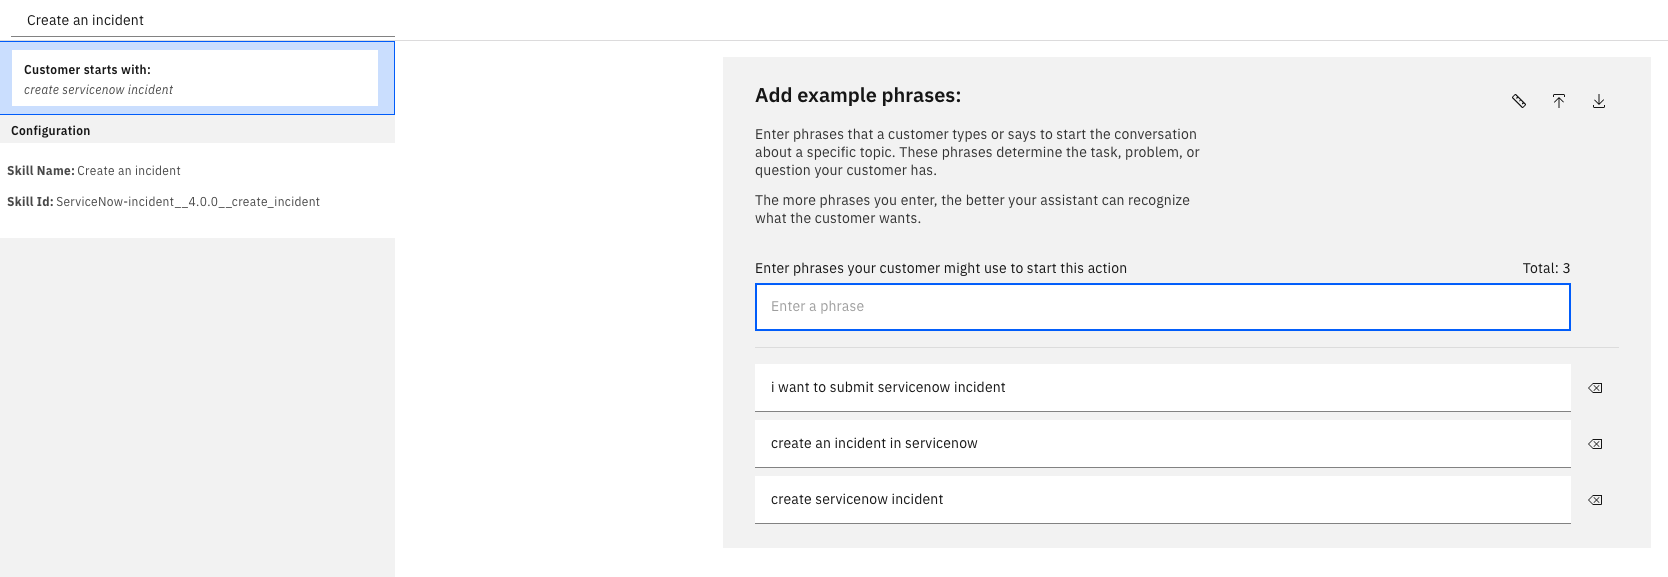 Create an incident
Customer starts with:
create servicenow incident
Configuration
Skill Name: Create an incident
Skill Id: ServiceNow-incident__4.0.0__create_incident
Add example phrases:
Enter phrases that a customer types or says to start the conversation
about a specific topic. These phrases determine the task, problem, or
question your customer has.
The more phrases you enter, the better your assistant can recognize
what the customer wants.
Enter phrases your customer might use to start this action
Total: 3
Enter a phrase
i want to submit servicenow incident
create an incident in servicenow
create servicenow incident